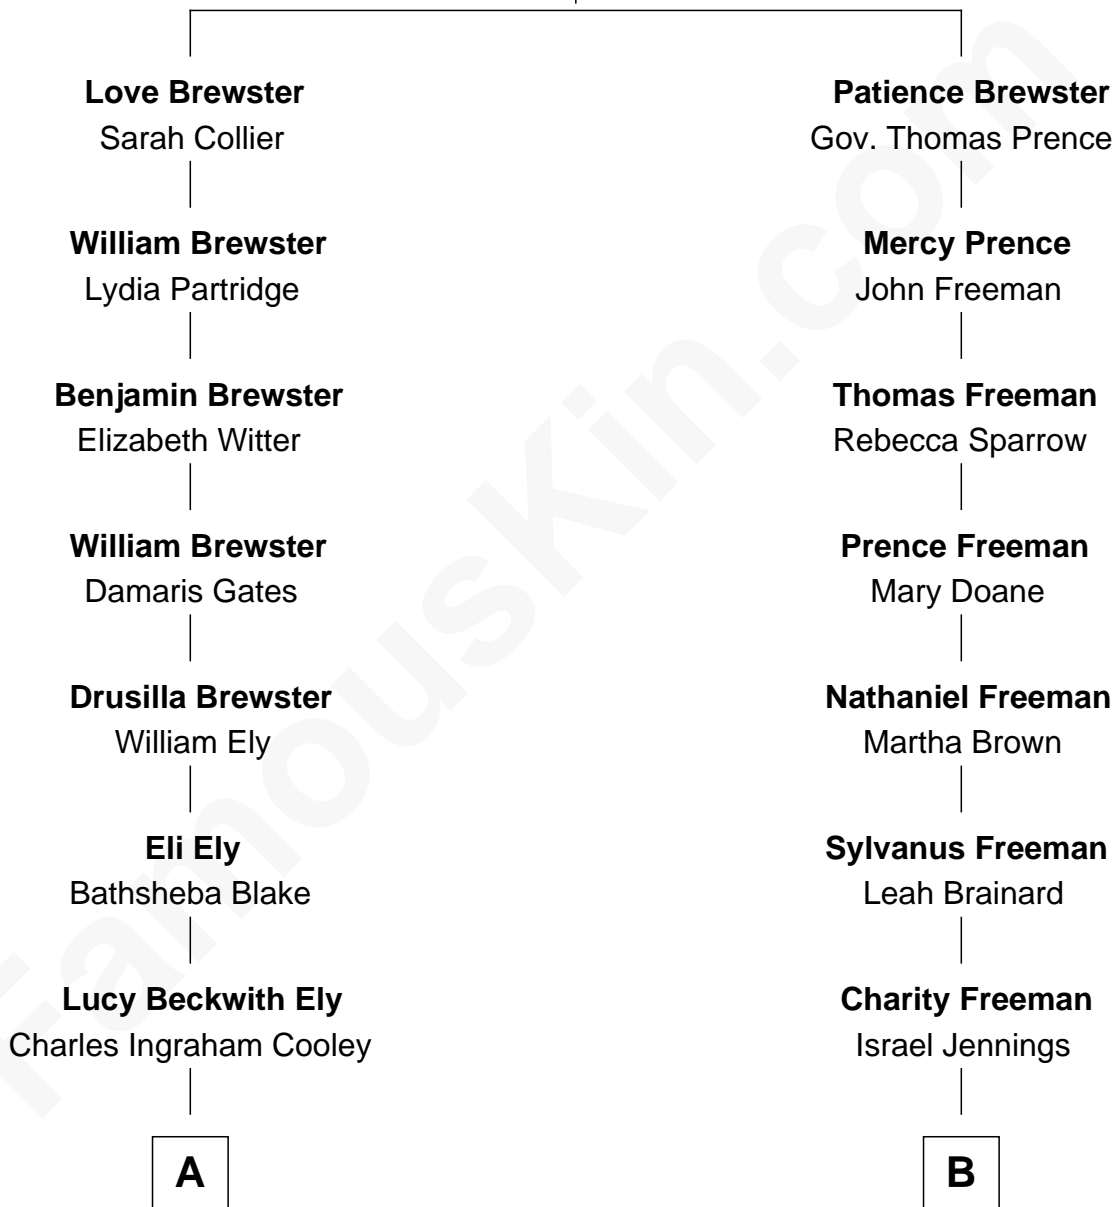 Love Brewster
Sarah Collier
William Brewster
Lydia Partridge
Benjamin Brewster
Elizabeth Witter
William Brewster
Damaris Gates
Drusilla Brewster
William Ely
Eli Ely
Bathsheba Blake
Lucy Beckwith Ely
Charles Ingraham Cooley
A
Patience Brewster
Gov. Thomas Prence
Mercy Prence
John Freeman
Thomas Freeman
Rebecca Sparrow
Prence Freeman
Mary Doane
Nathaniel Freeman
Martha Brown
Sylvanus Freeman
Leah Brainard
Charity Freeman
Israel Jennings
B
FamousKin.com